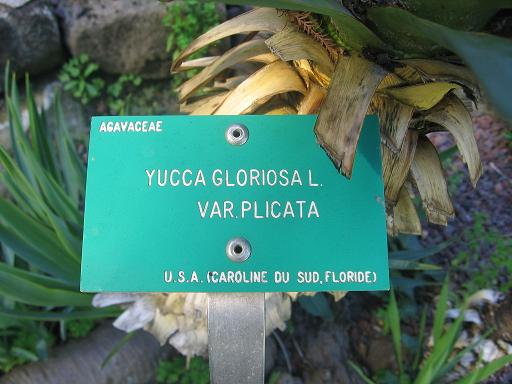 AGAVACEAE
YUCCA GLORIOSA L.
VAR. PLICATA
U.S.A. (CAROLINE DU SUD, FLORIDE)